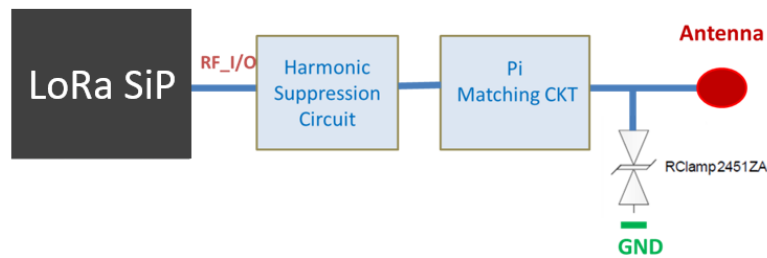 LoRa SiP
RF_I/O
Harmonic
Suppression
Circuit
Pi
Matching CKT
Antenna
RClamp2451ZA
GND